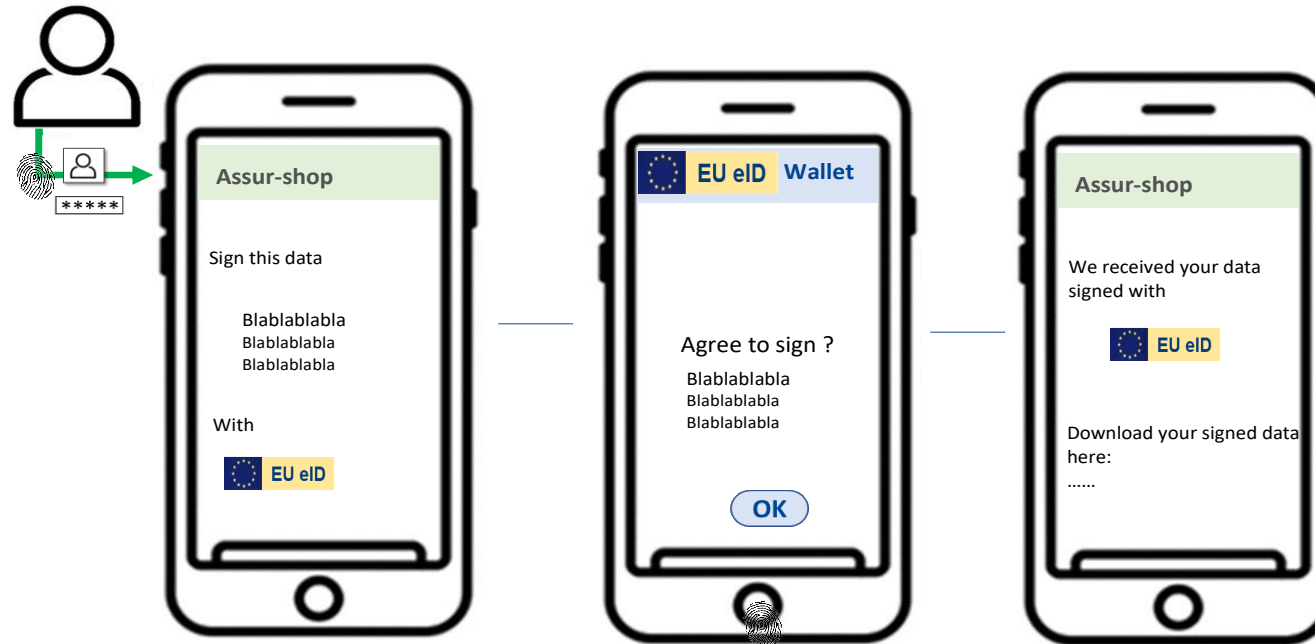 *****
Assur-shop
Sign this data
Blablablabla
Blablablabla
Blablablabla
With
EU eID
EU eID Wallet
Agree to sign ?
Blablablabla
Blablablabla
Blablablabla
OK
Assur-shop
We received your data
signed with
EU eID
Download your signed data
here:
......